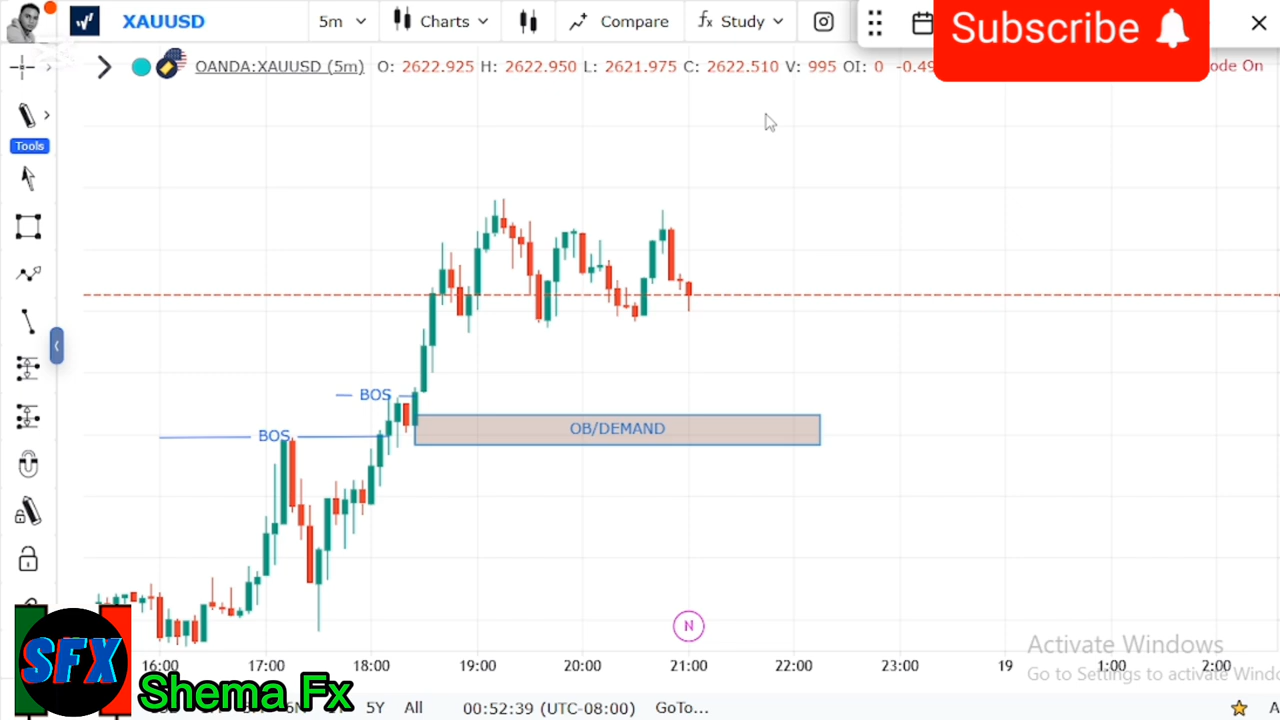 XAUUSD 5m Charts Compare fx Study Subscribe
OANDA:XAUUSD (5m) O: 2622.925 H: 2622.950 L: 2621.975 C: 2622.510 V: 995 OI: 0 -0.49 ode On
Tools
BOS
OB/DEMAND
BOS
N
Activate Windows
Go to Settings to activate Window
16:00 17:00 18:00 19:00 20:00 21:00 22:00 23:00 19 1:00 2:00
SFX
Shema Fx
5Y All 00:52:39 (UTC-08:00) GoTo... A